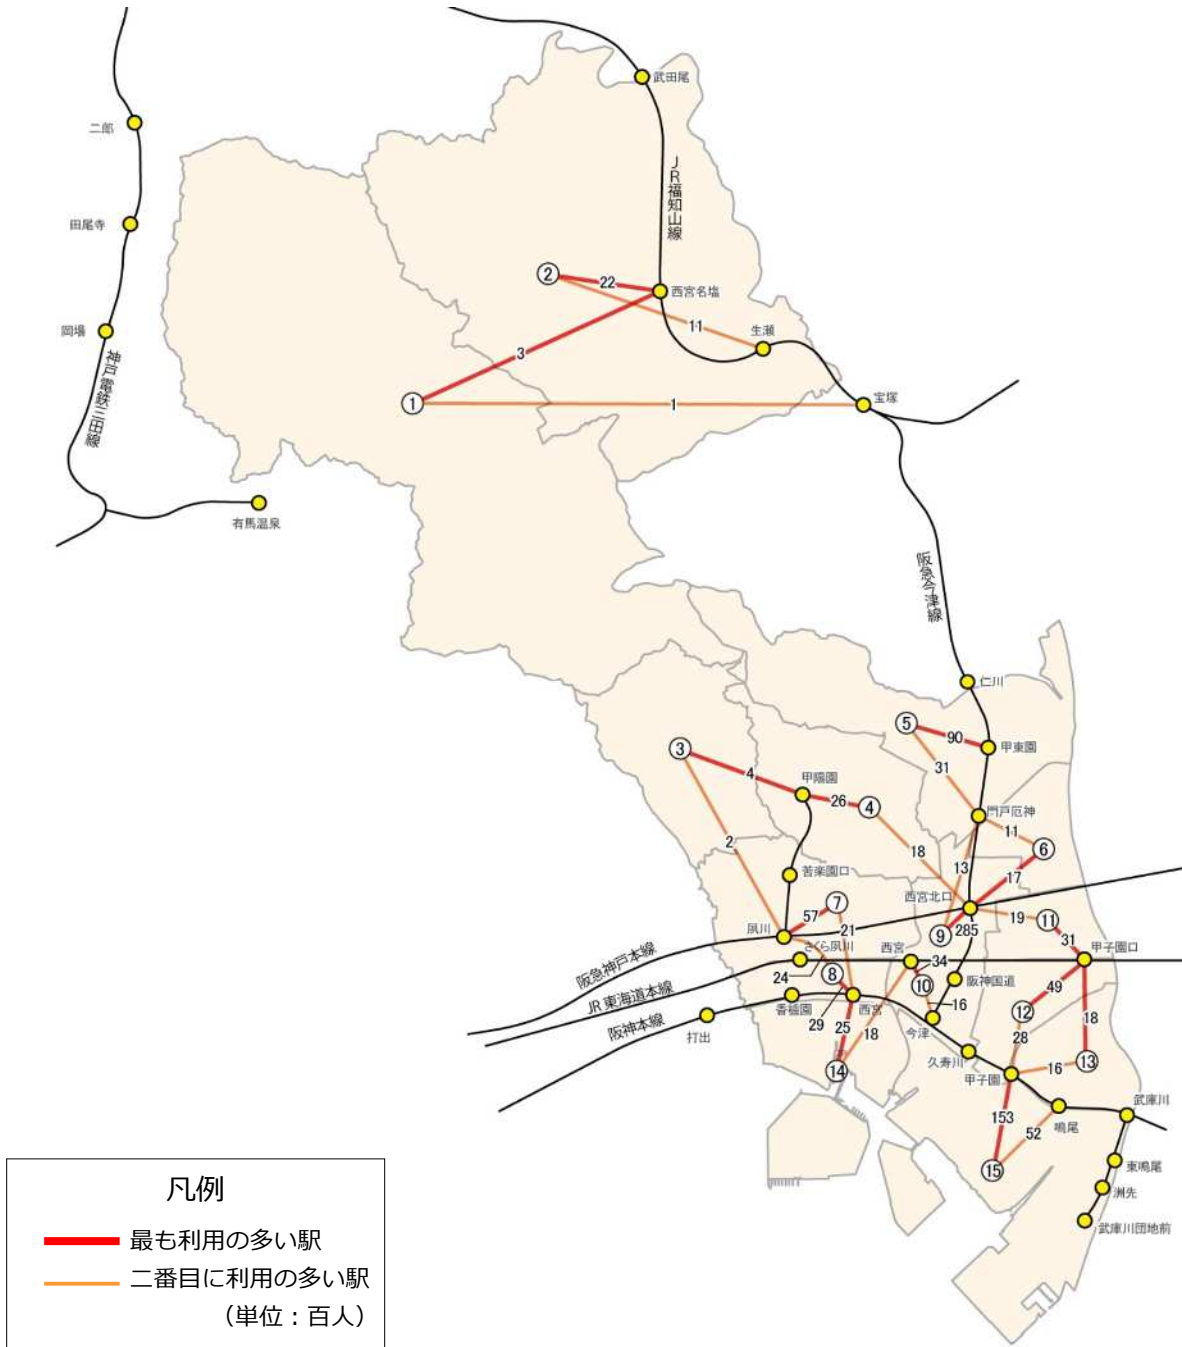 武田尾
二郎
JR福知山線
田尾寺
②
22
西宮名塩
11
生瀬
岡場
神戸電鉄三田線
3
①
1
宝塚
有馬温泉
阪急今津線
仁川
⑤
90
甲東園
③
31
4
甲陽園
26
④
門戸厄神
11
⑥
2
18
13
苦楽園口
17
西宮北口
⑦
57
21
19
⑪
⑨
285
31
夙川
さくら夙川
西宮
34
甲子園口
阪急神戸本線
24
⑧
⑩
阪神国道
49
JR東海道本線
香櫨園
29
西宮
16
⑫
18
阪神本線
打出
25
18
今津
28
久寿川
16
⑬
⑭
甲子園
153
52
鳴尾
武庫川
⑮
東鳴尾
洲先
武庫川団地前
凡例
最も利用の多い駅
二番目に利用の多い駅
（単位：百人）